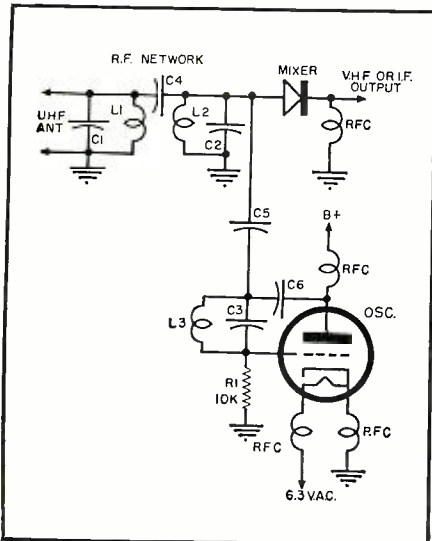 R.F. NETWORK
C4
MIXER
V.H.F OR I.F.
OUTPUT
UHF
ANT
L1
C1
L2
C2
RFC
C5
B+
RFC
C6
OSC.
L3
C3
R1
10K
RFC
RFC
6.3 V.A.C.